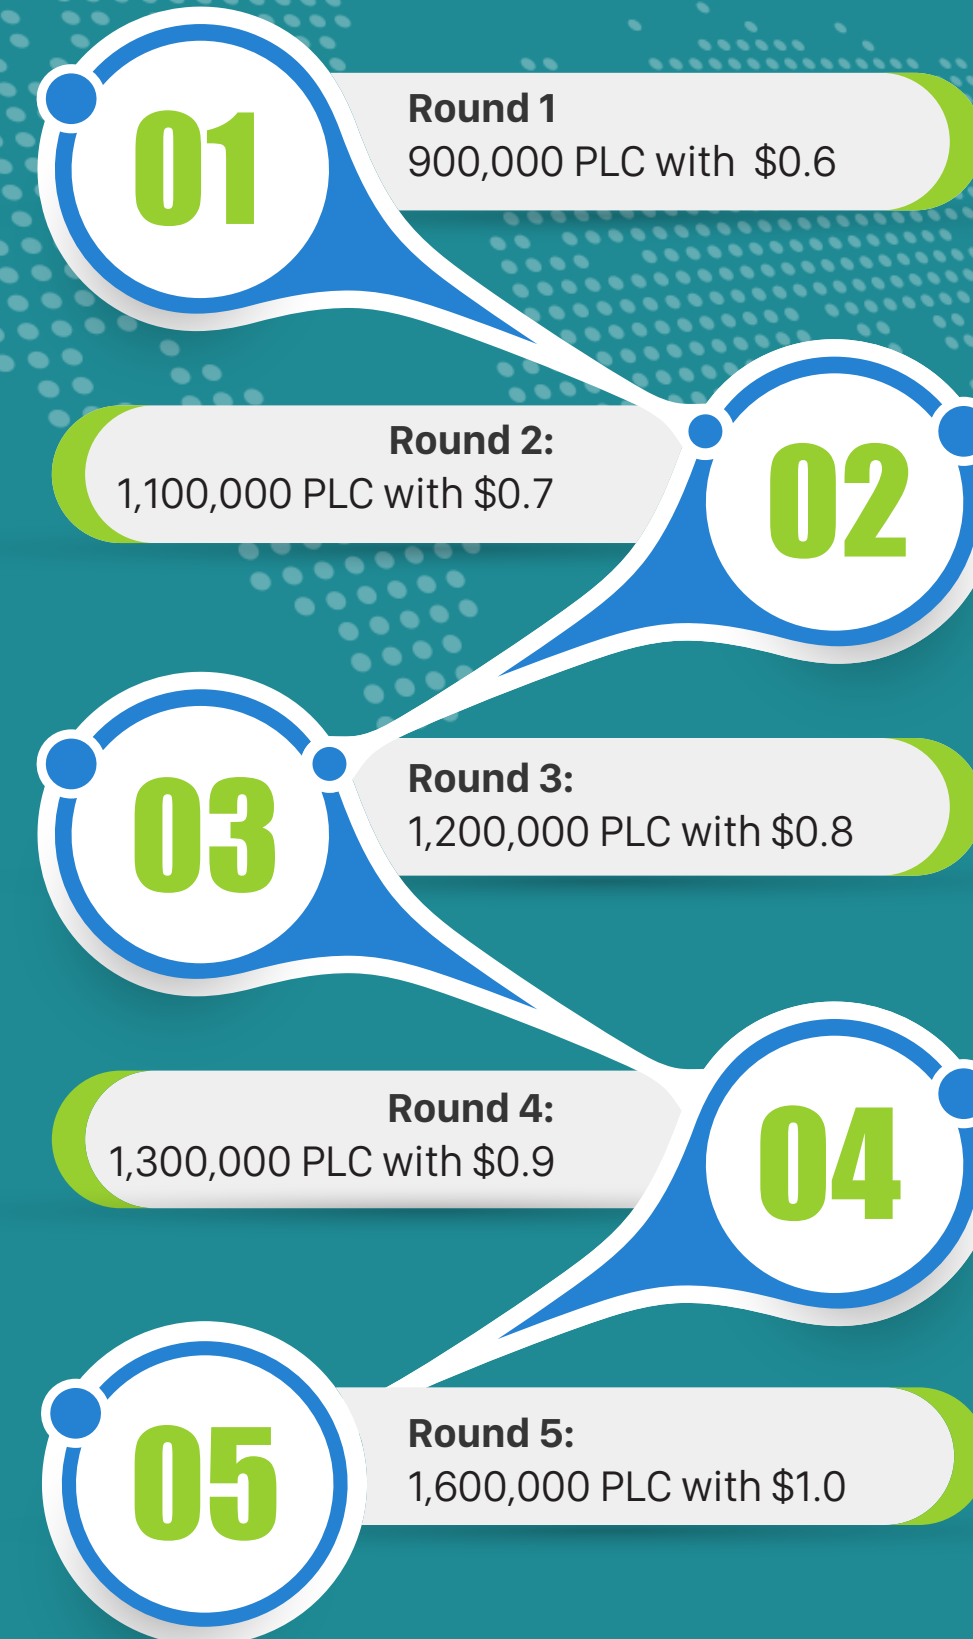 01
Round 1
900,000 PLC with $0.6
Round 2:
1,100,000 PLC with $0.7
02
03
Round 3:
1,200,000 PLC with $0.8
Round 4:
1,300,000 PLC with $0.9
04
05
Round 5:
1,600,000 PLC with $1.0